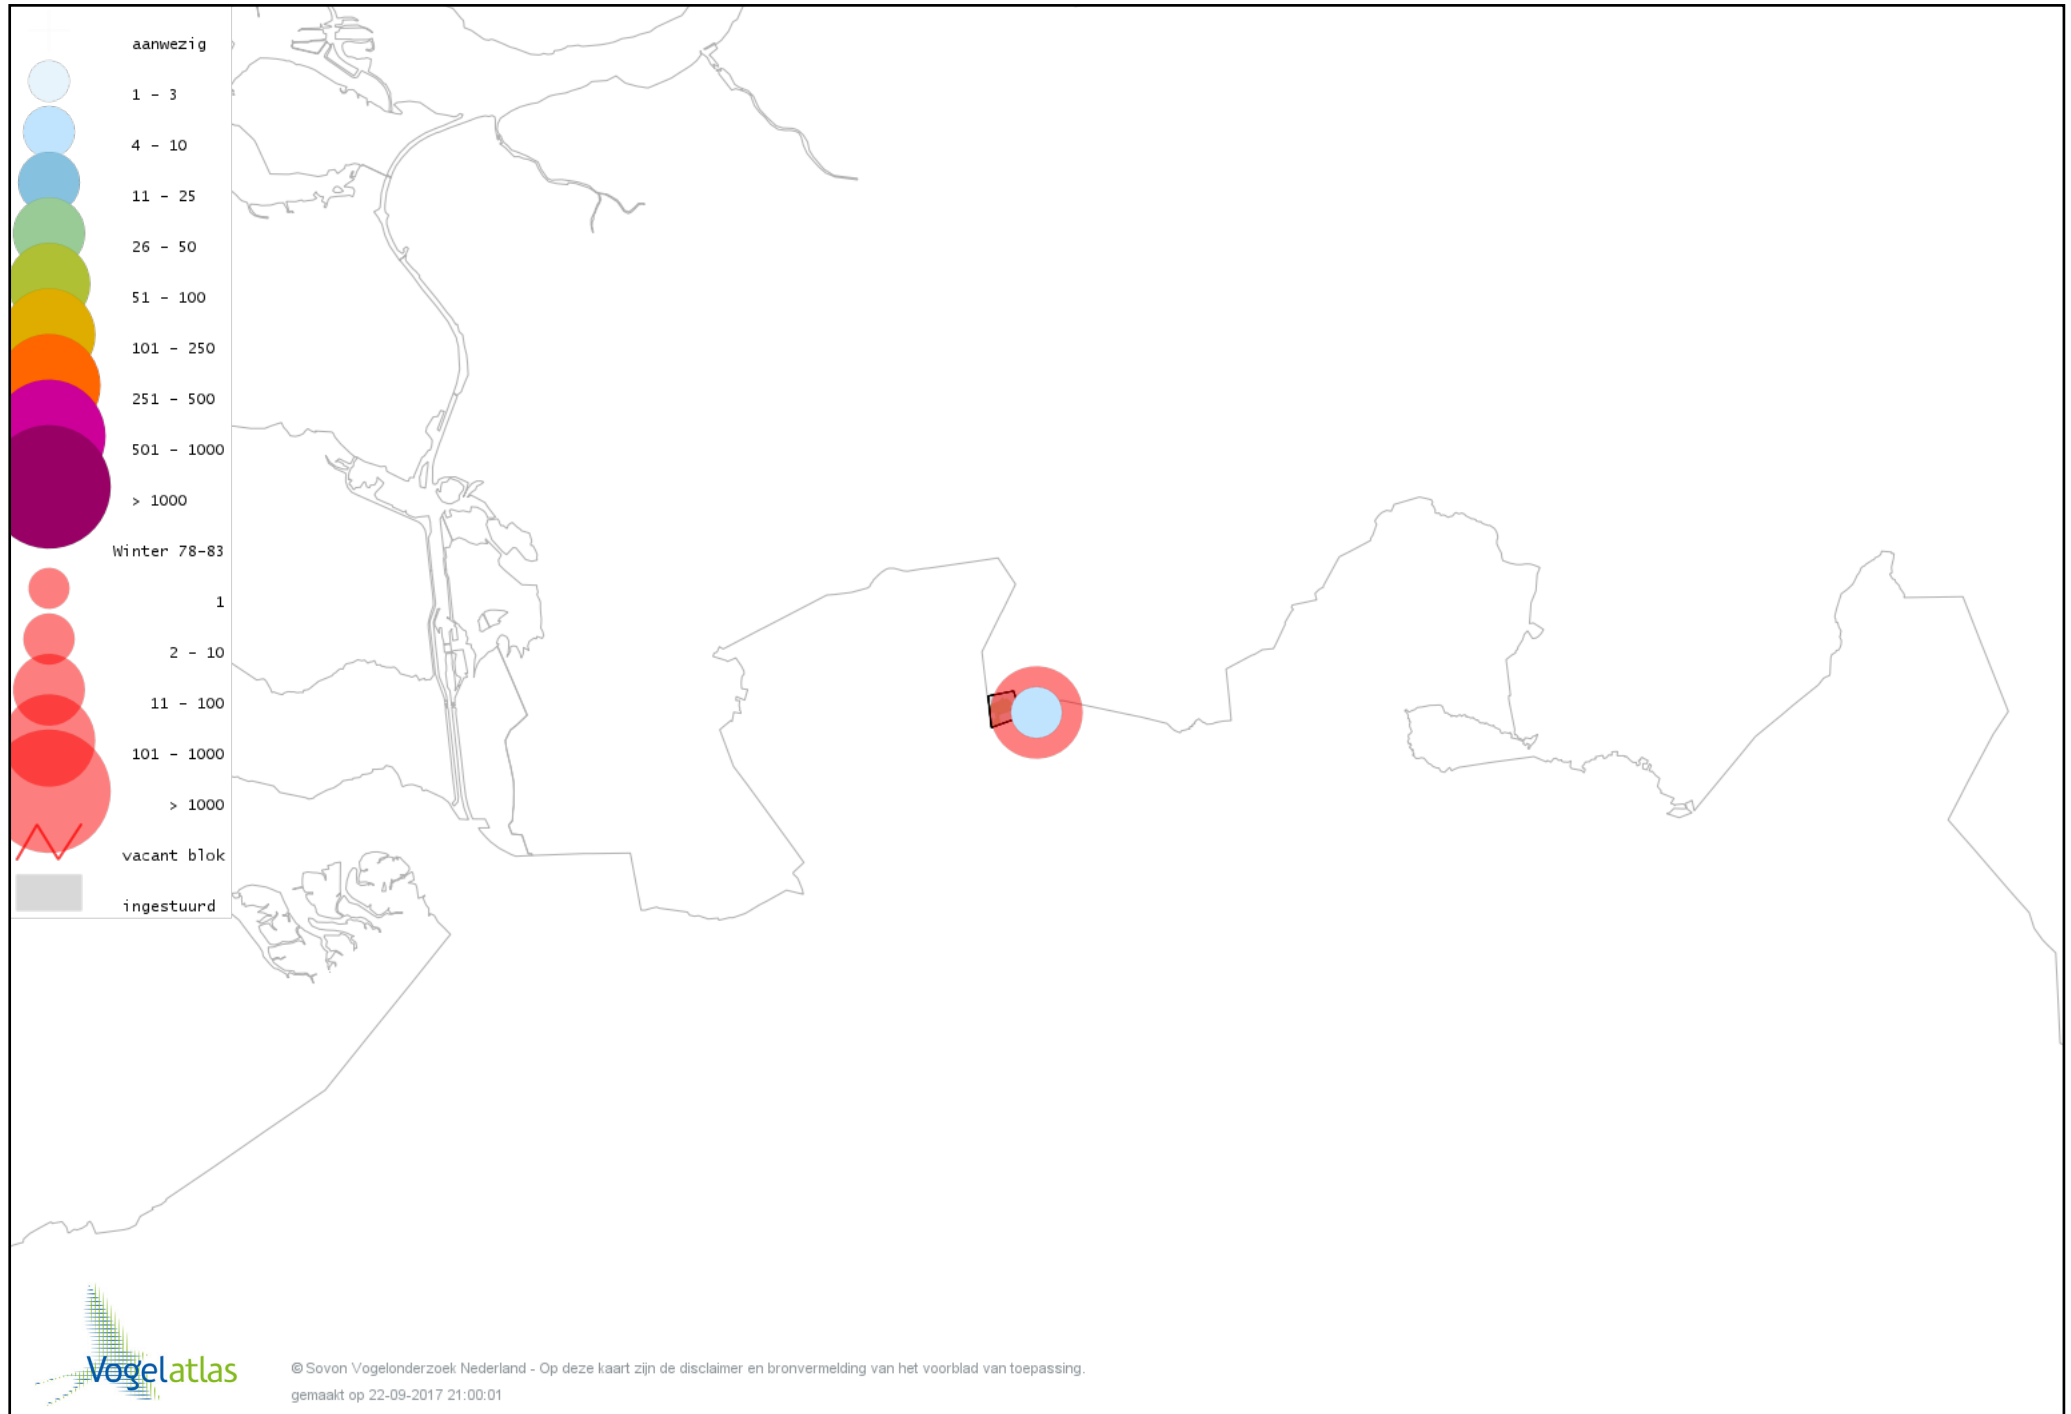 aanwezig
1 - 3
4 - 10
11 - 25
26 - 50
51 - 100
101 - 250
251 - 500
501 - 1000
> 1000
Winter 78-83
1
2 - 10
11 - 100
101 - 1000
> 1000
vacant blok
ingestuurd
Vogelatlas
© Sovon Vogelonderzoek Nederland - Op deze kaart zijn de disclaimer en bronvermelding van het voorblad van toepassing.
gemaakt op 22-09-2017 21:00:01